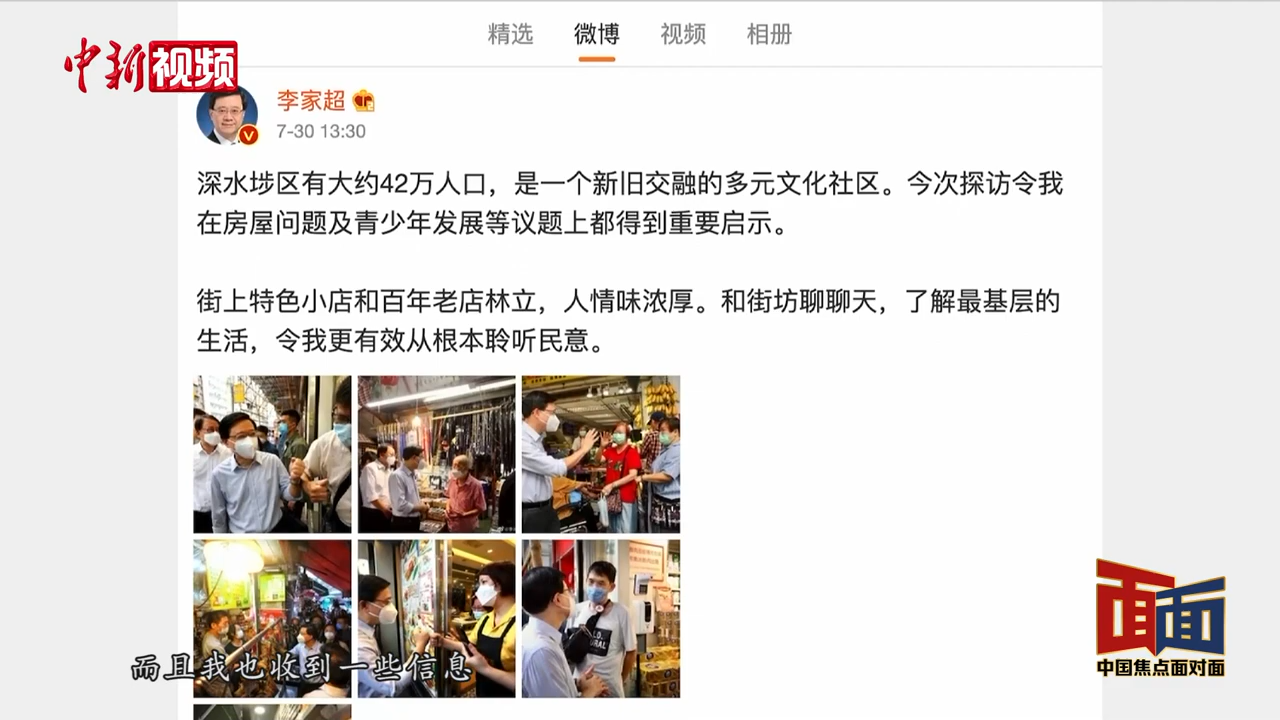 精选 微博 视频 相册
中新视频
李家超
7-30 13:30
深水埗区有大约42万人口，是一个新旧交融的多元文化社区。今次探访令我
在房屋问题及青少年发展等议题上都得到重要启示。
街上特色小店和百年老店林立，人情味浓厚。和街坊聊聊天，了解最基层的
生活，令我更有效从根本聆听民意。
而且我也收到一些信息
面面
中国焦点面对面